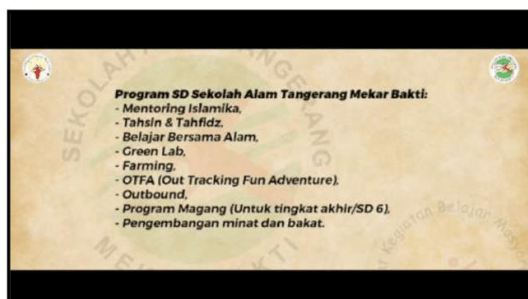 Program SD Sekolah Alam Tangerang Mekar Bakti:
- Mentoring Islamika,
- Tahsin & Tahfidz,
- Belajar Bersama Alam,
- Green Lab,
- Farming,
- OTFA (Out Tracking Fun Adventure),
- Outbound,
- Program Magang (Untuk tingkat akhir/SD 6),
- Pengembangan minat dan bakat.